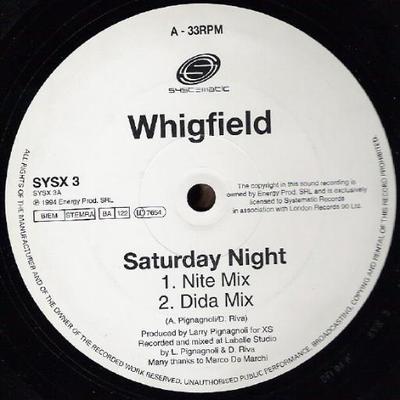 A - 33RPM
SYSTEMATIC
Whigfield
SYSX 3
SYSX 3A
℗ 1994 Energy Prod. SRL
BIEM STEMRA BA 122 LC 7654
The copyright in this sound recording is
owned by Energy Prod. SRL and is exclusively
licensed to Systematic Records
in association with London Records 90 Ltd.
Saturday Night
1. Nite Mix
2. Dida Mix
(A. Pignagnoli/D. Riva)
Produced by Larry Pignagnoli for XS
Recorded and mixed at Labelle Studio
by L. Pignagnoli & D. Riva
Many thanks to Marco De Marchi
ALL RIGHTS OF THE MANUFACTURER AND OF THE OWNER OF THE RECORDED WORK RESERVED. UNAUTHORISED PUBLIC PERFORMANCE, BROADCASTING, COPYING AND RENTAL OF THIS RECORD PROHIBITED.